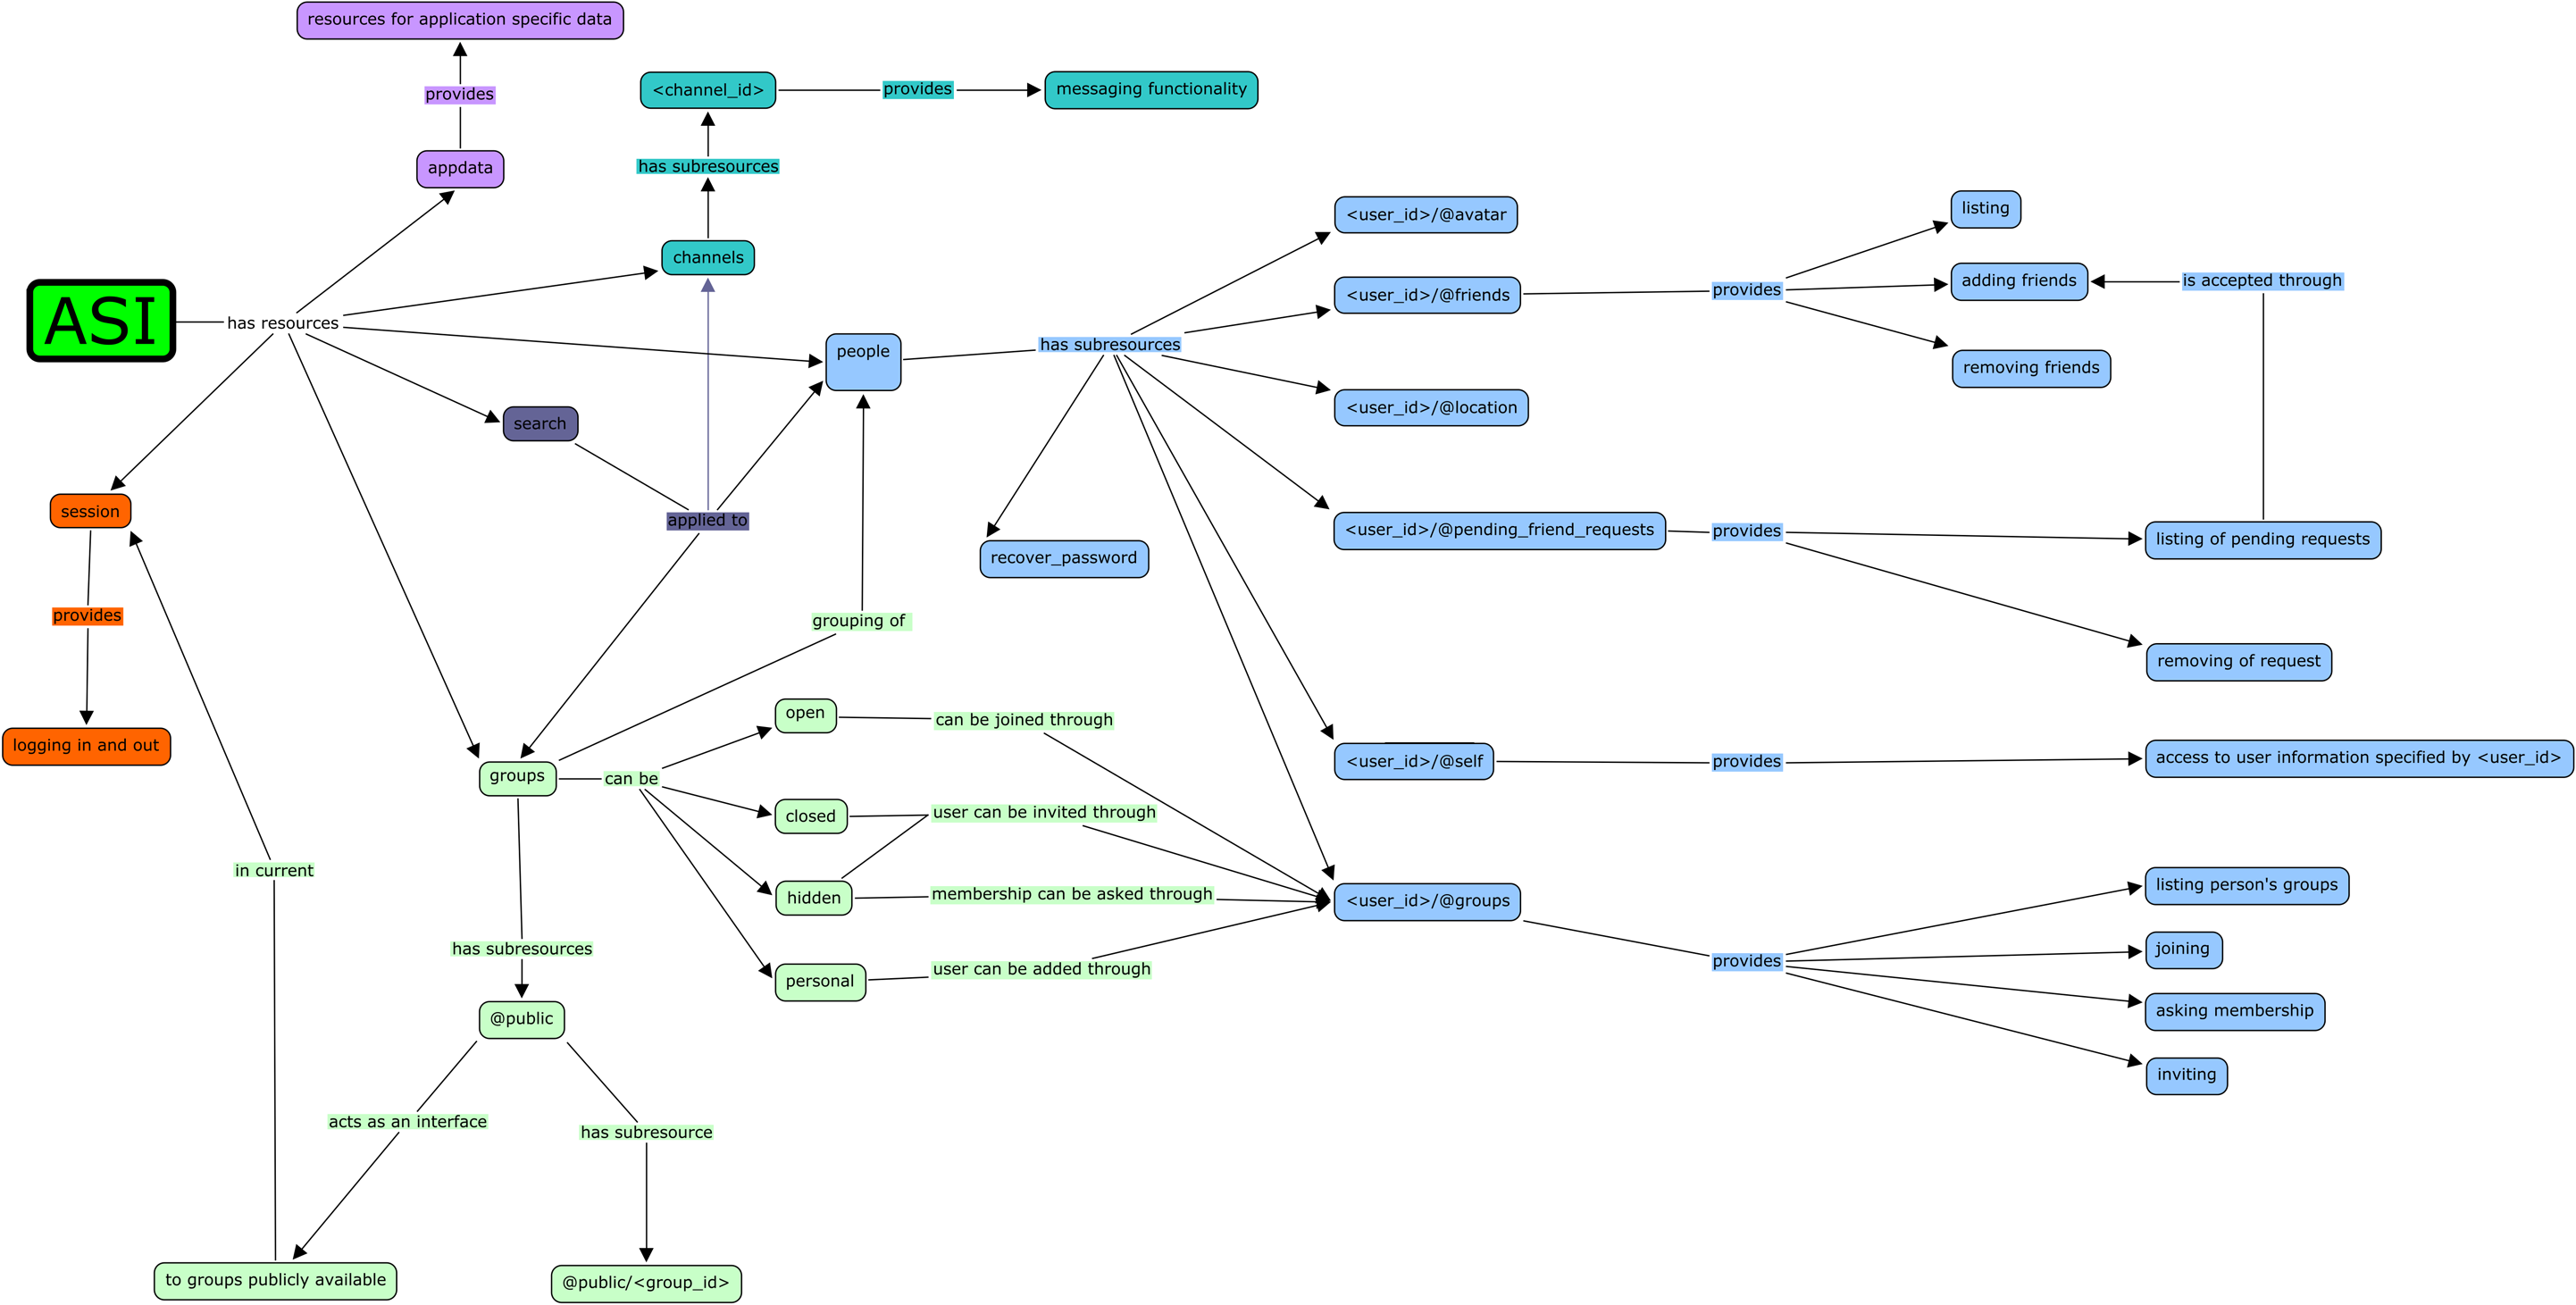 resources for application specific data
provides
appdata
<channel_id>
provides
messaging functionality
has subresources
channels
ASI
has resources
people
has subresources
<user_id>/@avatar
<user_id>/@friends
<user_id>/@location
provides
listing
adding friends
is accepted through
removing friends
search
applied to
session
provides
logging in and out
recover_password
<user_id>/@pending_friend_requests
provides
listing of pending requests
removing of request
grouping of
groups
can be
open
can be joined through
closed
user can be invited through
hidden
membership can be asked through
personal
user can be added through
<user_id>/@self
provides
access to user information specified by <user_id>
<user_id>/@groups
provides
listing person's groups
joining
asking membership
inviting
in current
has subresources
@public
acts as an interface
has subresource
to groups publicly available
@public/<group_id>